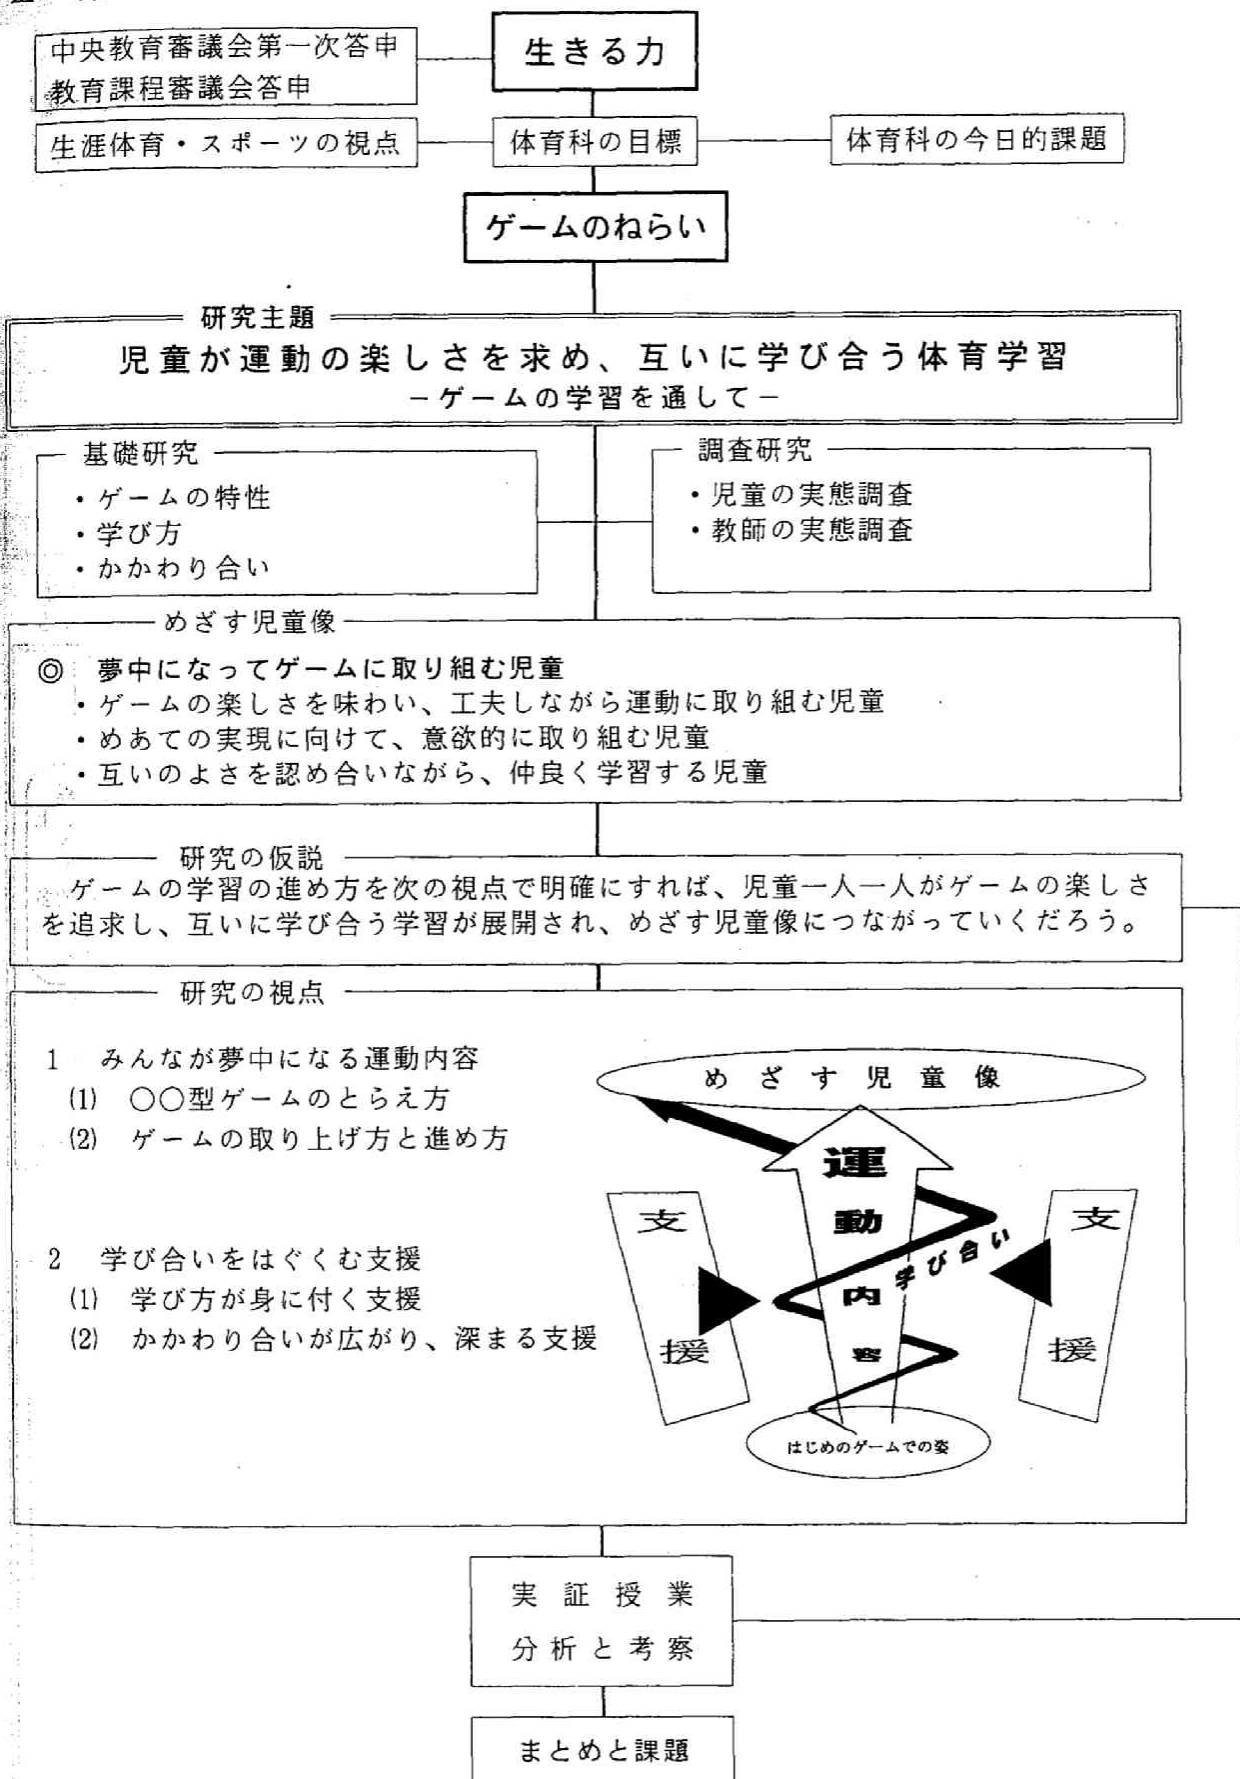 中央教育審議会第一次答申
教育課程審議会答申
生きる力
生涯体育・スポーツの視点
体育科の目標
体育科の今日的課題
ゲームのねらい
研究主題
児童が運動の楽しさを求め、互いに学び合う体育学習
－ゲームの学習を通して－
基礎研究
・ゲームの特性
・学び方
・かかわり合い
調査研究
・児童の実態調査
・教師の実態調査
めざす児童像
◎ 夢中になってゲームに取り組む児童
・ゲームの楽しさを味わい、工夫しながら運動に取り組む児童
・めあての実現に向けて、意欲的に取り組む児童
・互いのよさを認め合いながら、仲良く学習する児童
研究の仮説
ゲームの学習の進め方を次の視点で明確にすれば、児童一人一人がゲームの楽しさ
を追求し、互いに学び合う学習が展開され、めざす児童像につながっていくだろう。
研究の視点
1 みんなが夢中になる運動内容
(1) 〇〇型ゲームのとらえ方
(2) ゲームの取り上げ方と進め方
2 学び合いをはぐくむ支援
(1) 学び方が身に付く支援
(2) かかわり合いが広がり、深まる支援
めざす児童像
運動内容
学び合い
支援
支援
はじめのゲームでの姿
実証授業
分析と考察
まとめと課題